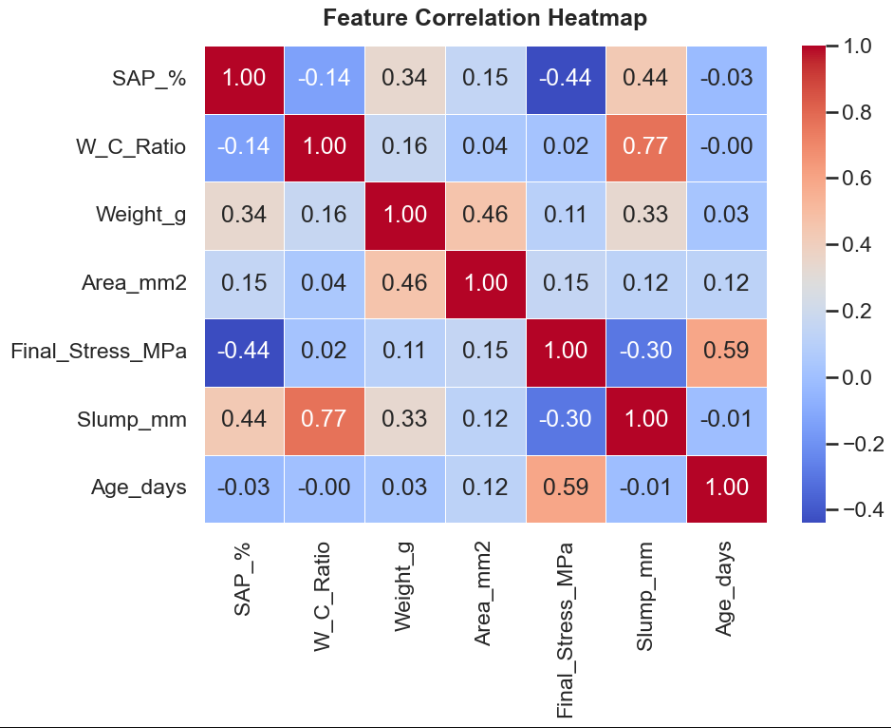 Feature Correlation Heatmap
SAP_% 1.00 -0.14 0.34 0.15 -0.44 0.44 -0.03
W_C_Ratio -0.14 1.00 0.16 0.04 0.02 0.77 -0.00
Weight_g 0.34 0.16 1.00 0.46 0.11 0.33 0.03
Area_mm2 0.15 0.04 0.46 1.00 0.15 0.12 0.12
Final_Stress_MPa -0.44 0.02 0.11 0.15 1.00 -0.30 0.59
Slump_mm 0.44 0.77 0.33 0.12 -0.30 1.00 -0.01
Age_days -0.03 -0.00 0.03 0.12 0.59 -0.01 1.00
SAP_%
W_C_Ratio
Weight_g
Area_mm2
Final_Stress_MPa
Slump_mm
Age_days
1.0
0.8
0.6
0.4
0.2
0.0
−0.2
−0.4